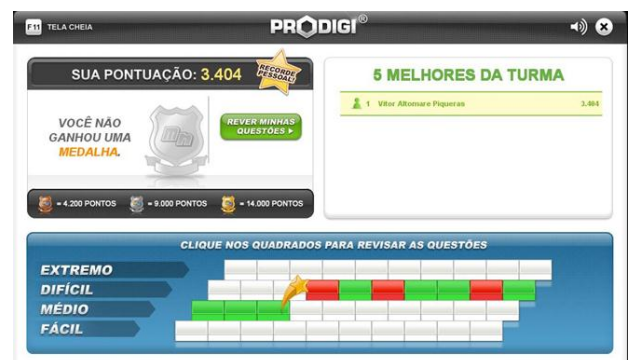 F11 TELA CHEIA
PRODIGI®
SUA PONTUAÇÃO: 3.404
RECORDE
PESSOAL!
VOCÊ NÃO
GANHOU UMA
MEDALHA.
REVER MINHAS
QUESTÕES
= 4.200 PONTOS = 9.000 PONTOS = 14.000 PONTOS
5 MELHORES DA TURMA
1 Vitor Altomare Piqueras 3.404
CLIQUE NOS QUADRADOS PARA REVISAR AS QUESTÕES
EXTREMO
DIFÍCIL
MÉDIO
FÁCIL